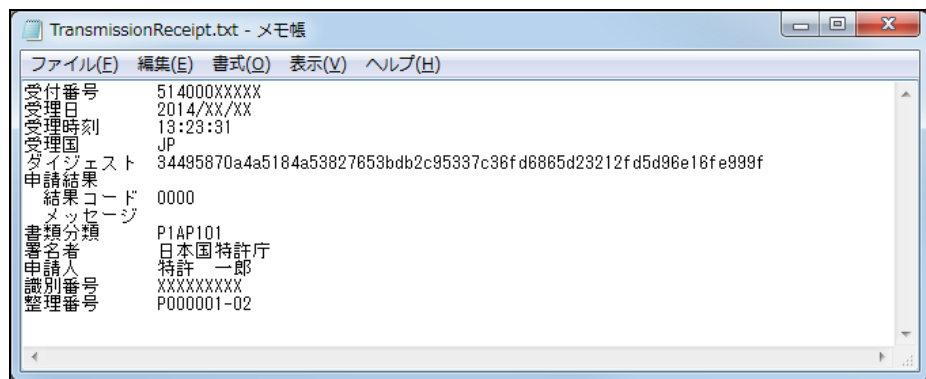 TransmissionReceipt.txt - メモ帳
ファイル(F) 編集(E) 書式(O) 表示(V) ヘルプ(H)
受付番号 514000XXXXX
受理日 2014/XX/XX
受理時刻 13:23:31
受理国 JP
ダイジェスト 34495870a4a5184a53827653bdb2c95337c36fd6865d23212fd5d96e16fe999f
申請結果
結果コード 0000
メッセージ
書類分類 P1AP101
署名者 日本国特許庁
申請人 特許 一郎
識別番号 XXXXXXXXX
整理番号 P000001-02